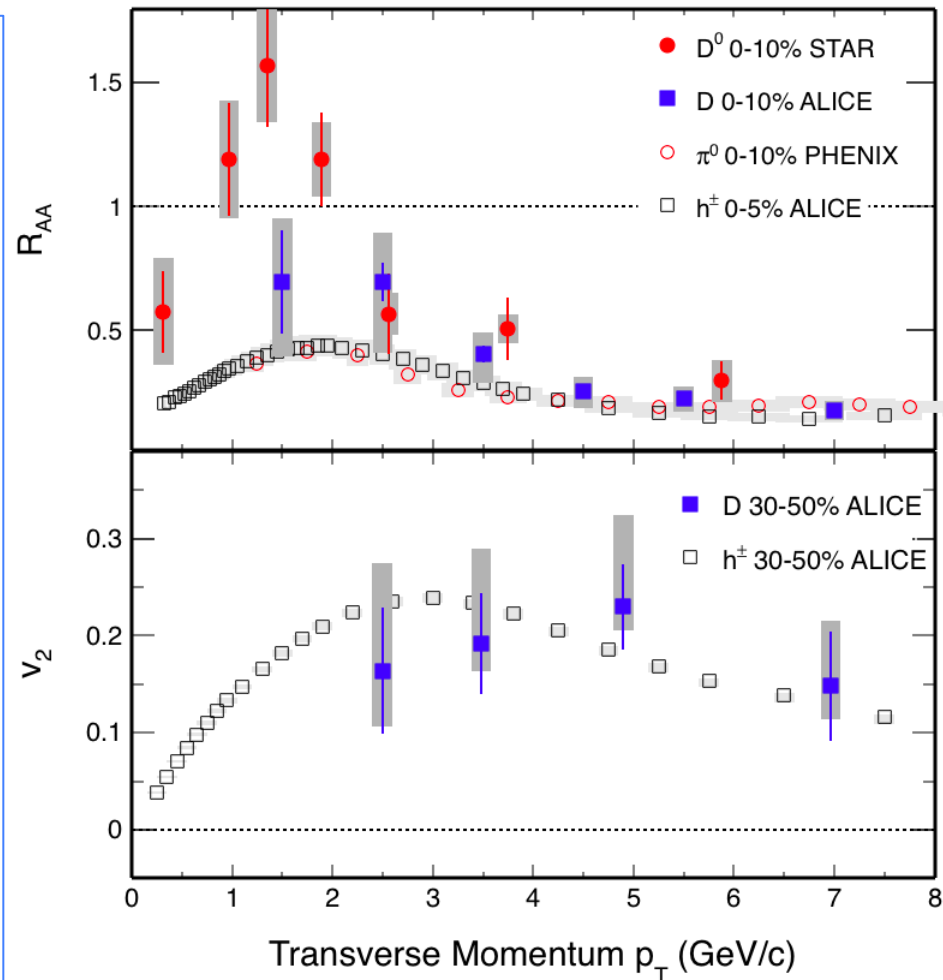 D⁰ 0-10% STAR
D 0-10% ALICE
π⁰ 0-10% PHENIX
h± 0-5% ALICE
1.5
1
0.5
R_AA
D 30-50% ALICE
h± 30-50% ALICE
0.3
0.2
0.1
0
v₂
0 1 2 3 4 5 6 7 8
Transverse Momentum p_T (GeV/c)